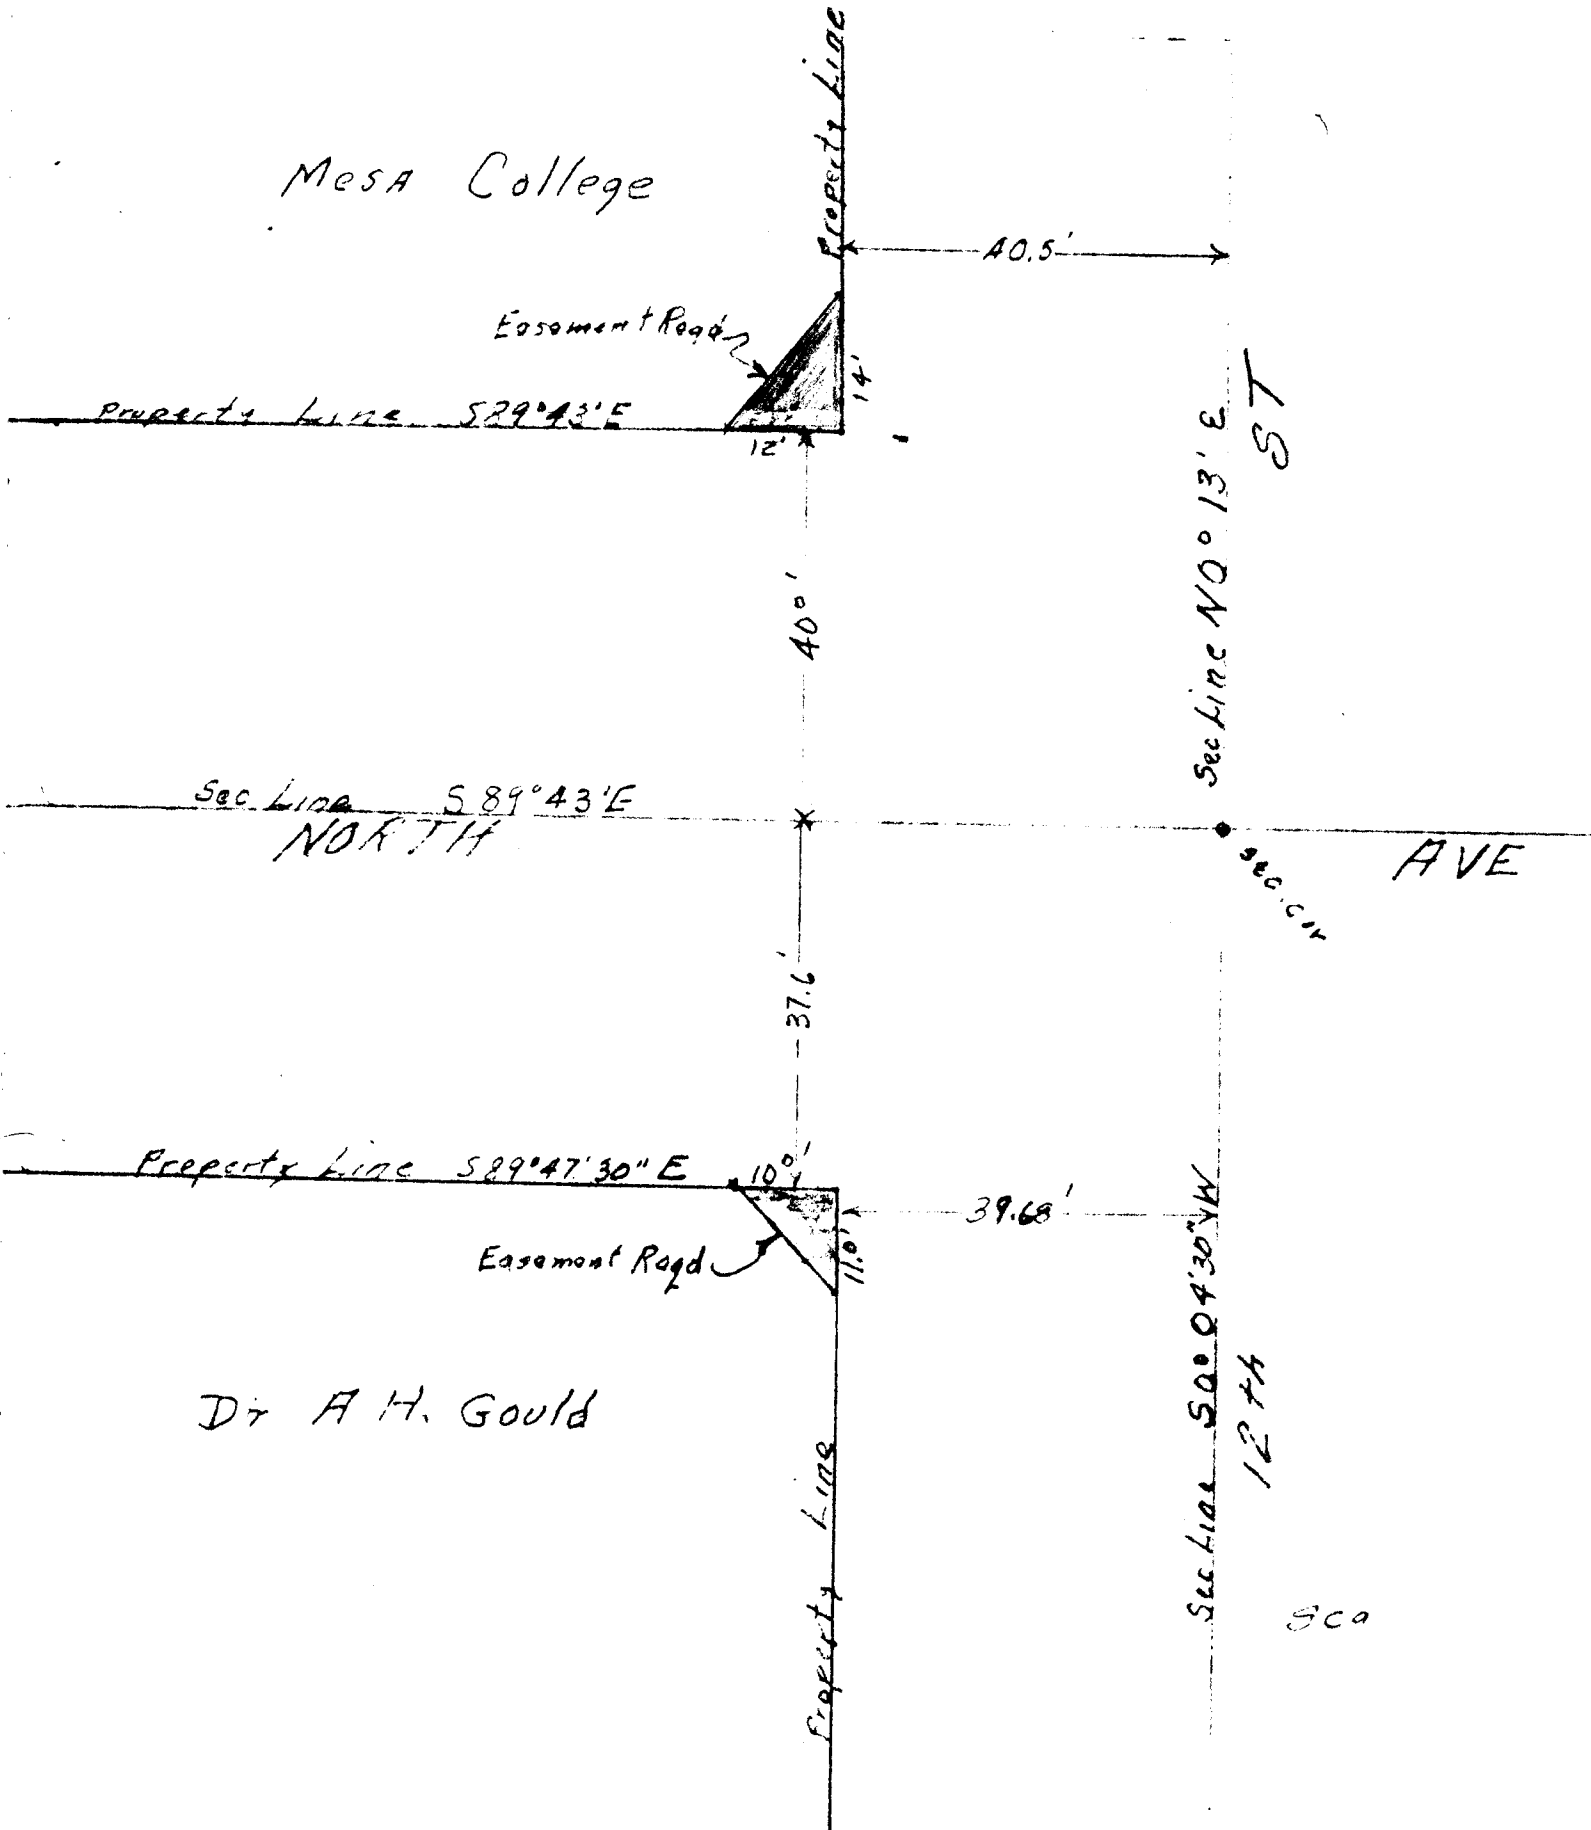 Property Line
Mesa College
40.5'
Easement Road
14'
Property Line S89°43'E
12'
ST
Sec Line N0° 13' E
40°'
Sec Line S 89°43'E
NORTH
AVE
Sec. Cor
37.6'
Property Line S89°47'30" E
10°'
39.68'
Easement Road
11.0'
Sec Line S0° 04'30" W
12th
Dr A H. Gould
Property Line
Sca